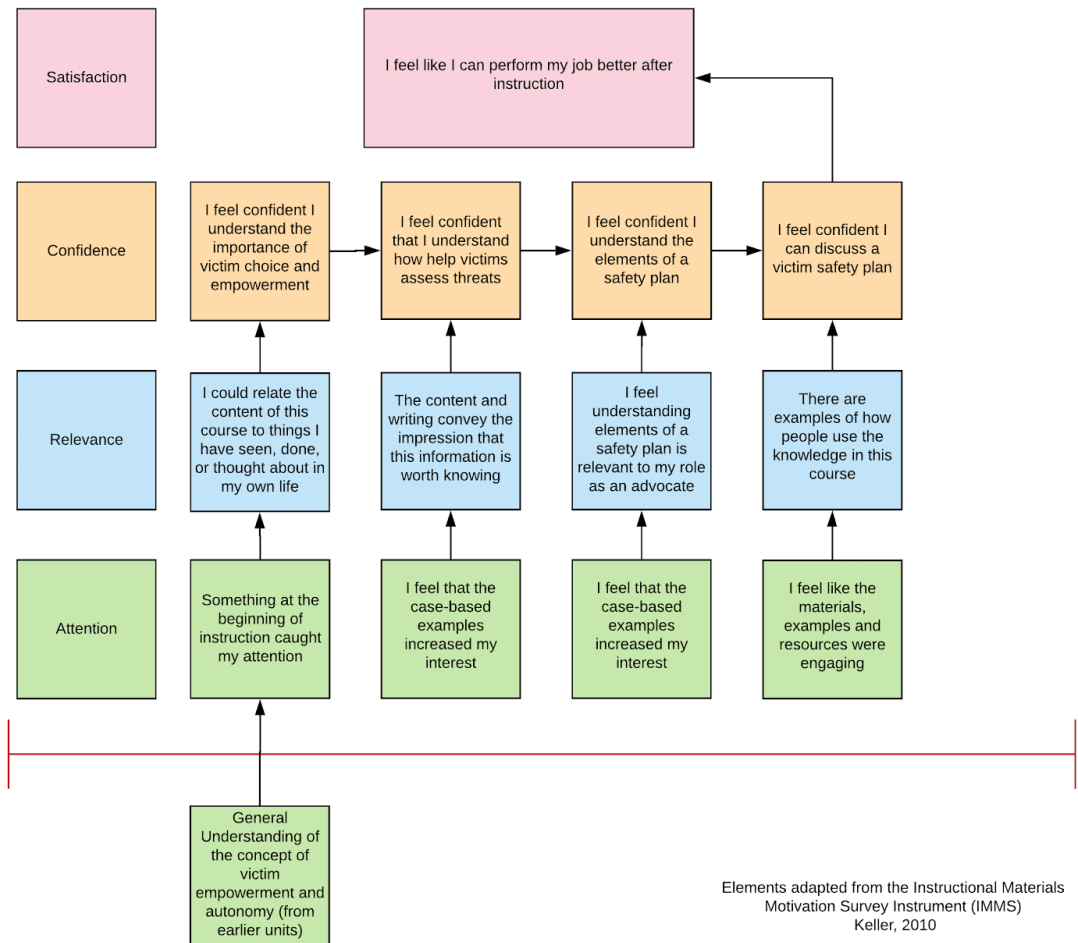 Satisfaction
I feel like I can perform my job better after
instruction
Confidence
I feel confident I
understand the
importance of
victim choice and
empowerment
I feel confident
that I understand
how help victims
assess threats
I feel confident I
understand the
elements of a
safety plan
I feel confident I
can discuss a
victim safety plan
Relevance
I could relate the
content of this
course to things I
have seen, done,
or thought about in
my own life
The content and
writing convey the
impression that
this information is
worth knowing
I feel
understanding
elements of a
safety plan is
relevant to my role
as an advocate
There are
examples of how
people use the
knowledge in this
course
Attention
Something at the
beginning of
instruction caught
my attention
I feel that the
case-based
examples
increased my
interest
I feel that the
case-based
examples
increased my
interest
I feel like the
materials,
examples and
resources were
engaging
General
Understanding of
the concept of
victim
empowerment and
autonomy (from
earlier units)
Elements adapted from the Instructional Materials
Motivation Survey Instrument (IMMS)
Keller, 2010